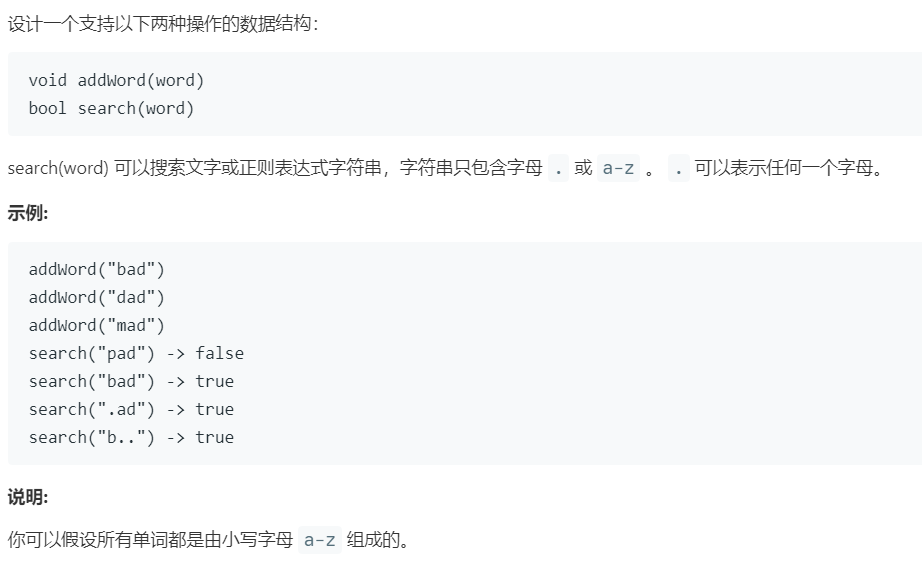 设计一个支持以下两种操作的数据结构：
void addWord(word)
bool search(word)
search(word) 可以搜索文字或正则表达式字符串，字符串只包含字母 . 或 a-z 。 . 可以表示任何一个字母。
示例:
addWord("bad")
addWord("dad")
addWord("mad")
search("pad") -> false
search("bad") -> true
search(".ad") -> true
search("b..") -> true
说明:
你可以假设所有单词都是由小写字母 a-z 组成的。